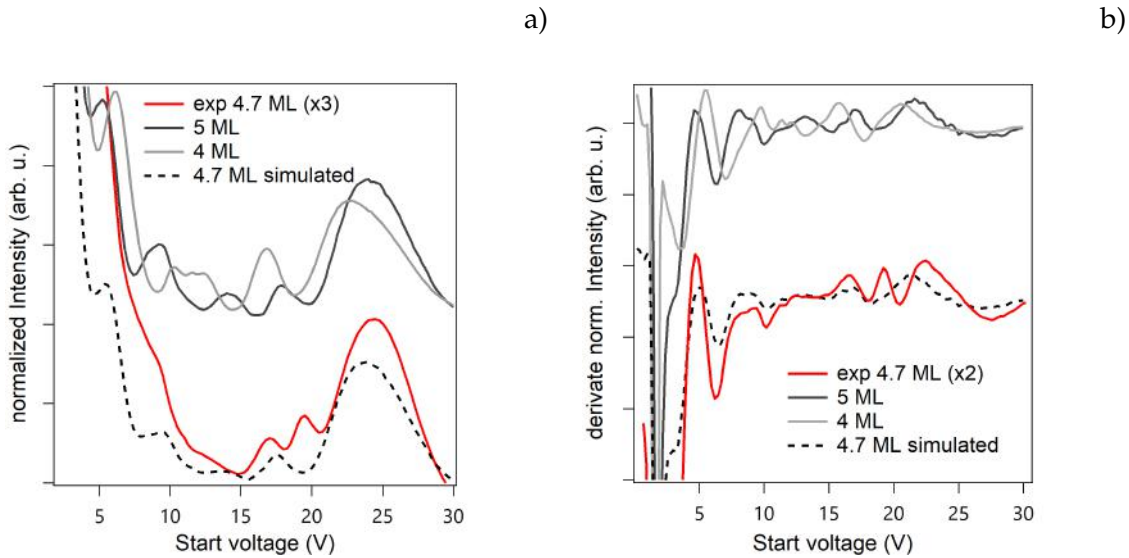 a)
b)
normalized Intensity (arb. u.)
exp 4.7 ML (x3)
5 ML
4 ML
4.7 ML simulated
5 10 15 20 25 30
Start voltage (V)
derivate norm. Intensity (arb. u.)
exp 4.7 ML (x2)
5 ML
4 ML
4.7 ML simulated
5 10 15 20 25 30
Start voltage (V)